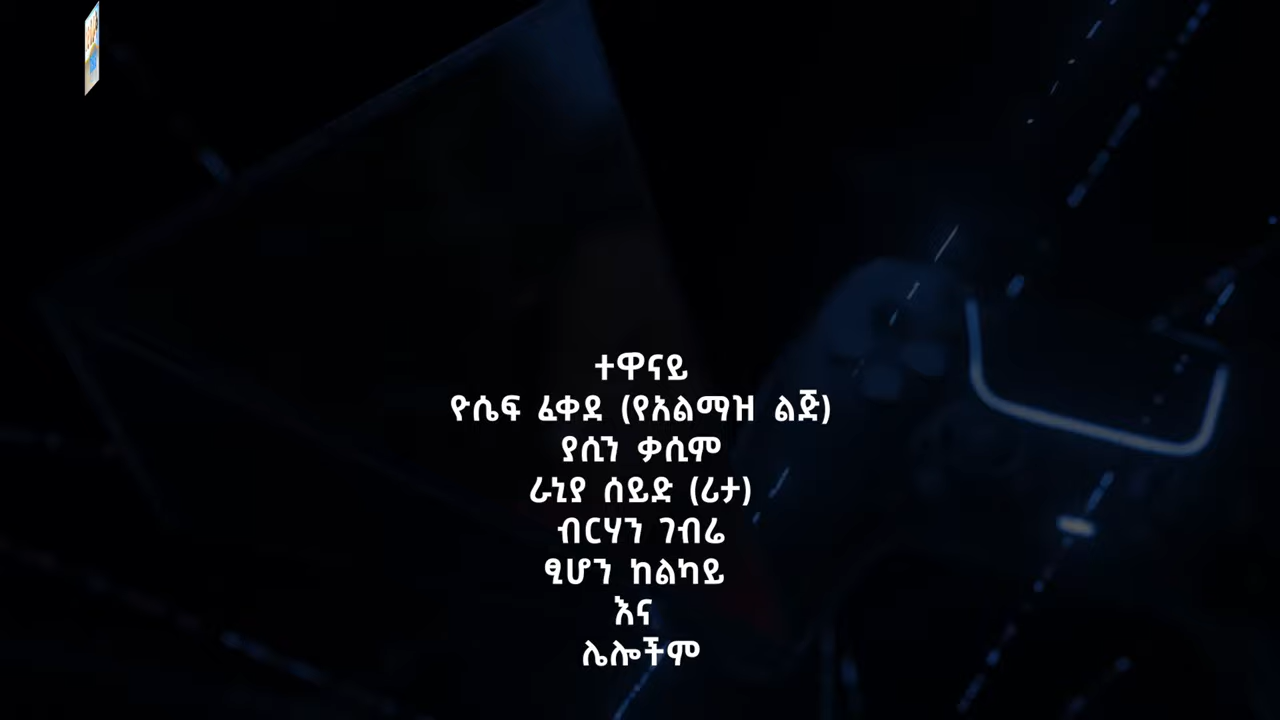 ተዋናይ
ዮሴፍ ፈቀደ (የአልማዝ ልጅ)
ያሲን ቃሲም
ራኒያ ሰይድ (ሪታ)
ብርሃን ገብሬ
ፂሆን ከልካይ
እና
ሌሎችም